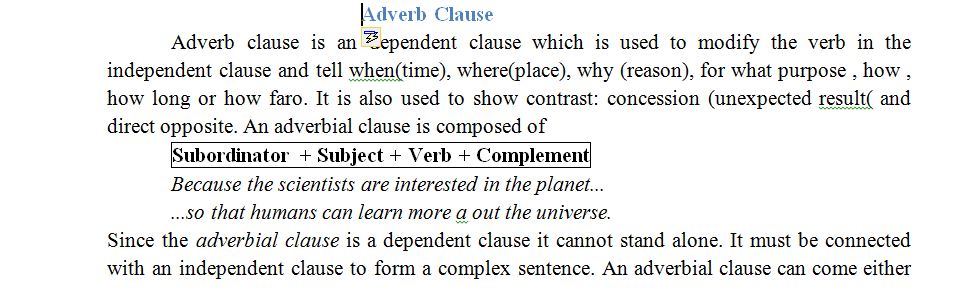 Adverb Clause
Adverb clause is an dependent clause which is used to modify the verb in the
independent clause and tell when(time), where(place), why (reason), for what purpose , how ,
how long or how faro. It is also used to show contrast: concession (unexpected result( and
direct opposite. An adverbial clause is composed of
Subordinator + Subject + Verb + Complement
Because the scientists are interested in the planet...
...so that humans can learn more a out the universe.
Since the adverbial clause is a dependent clause it cannot stand alone. It must be connected
with an independent clause to form a complex sentence. An adverbial clause can come either